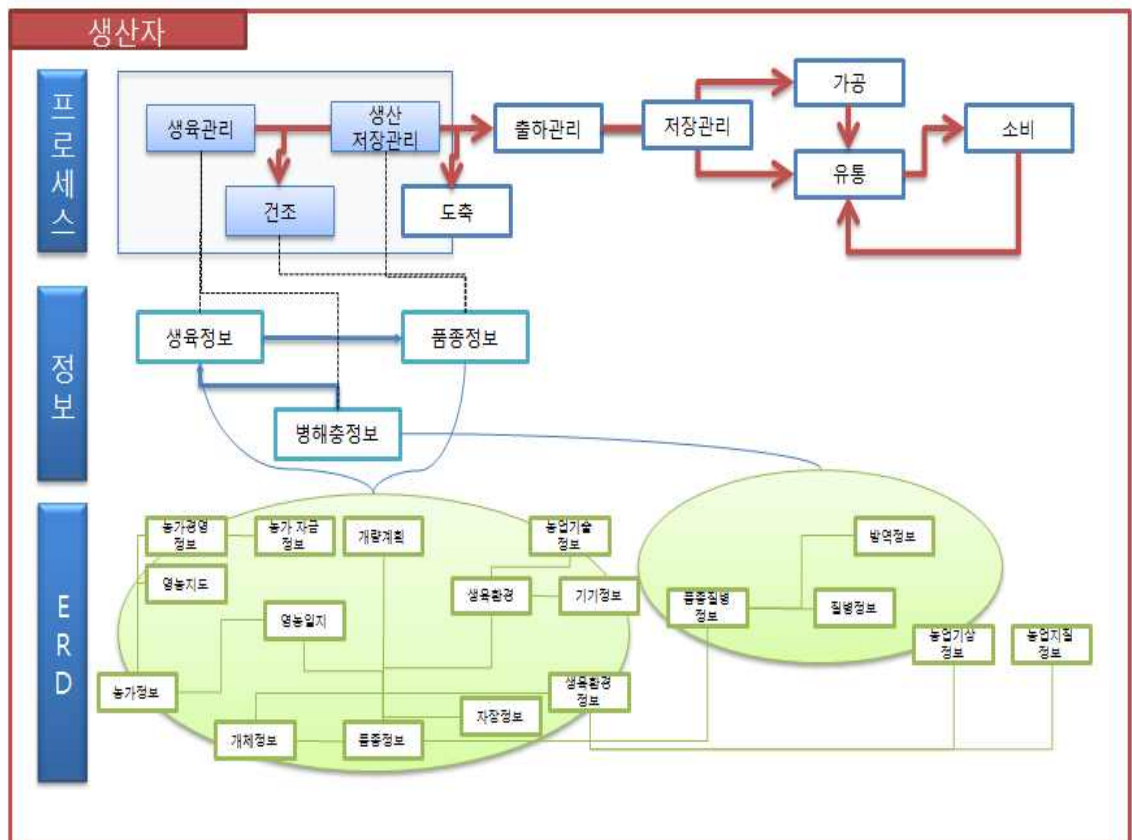 생산자
프로세스
생육관리
생산
저장관리
출하관리
저장관리
가공
소비
유통
건조
도축
정보
생육정보
품종정보
병해충정보
ERD
농가경영
정보
농가 자금
정보
개량계획
농업기술
정보
방역정보
영농지도
생육환경
기기정보
품종질병
정보
질병정보
영농일지
농업기상
정보
농업지질
정보
농가정보
생육환경
정보
자장정보
개체정보
품종정보